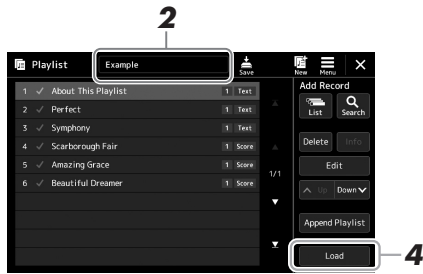 2
Playlist Example Save New Menu
1 About This Playlist 1 Text
2 Perfect 1 Text
3 Symphony 1 Text
4 Scarborough Fair 1 Score
5 Amazing Grace 1 Score
6 Beautiful Dreamer 1 Score
1/1
Add Record
List Search
Delete Info
Edit
Up Down
Append Playlist
Load
4